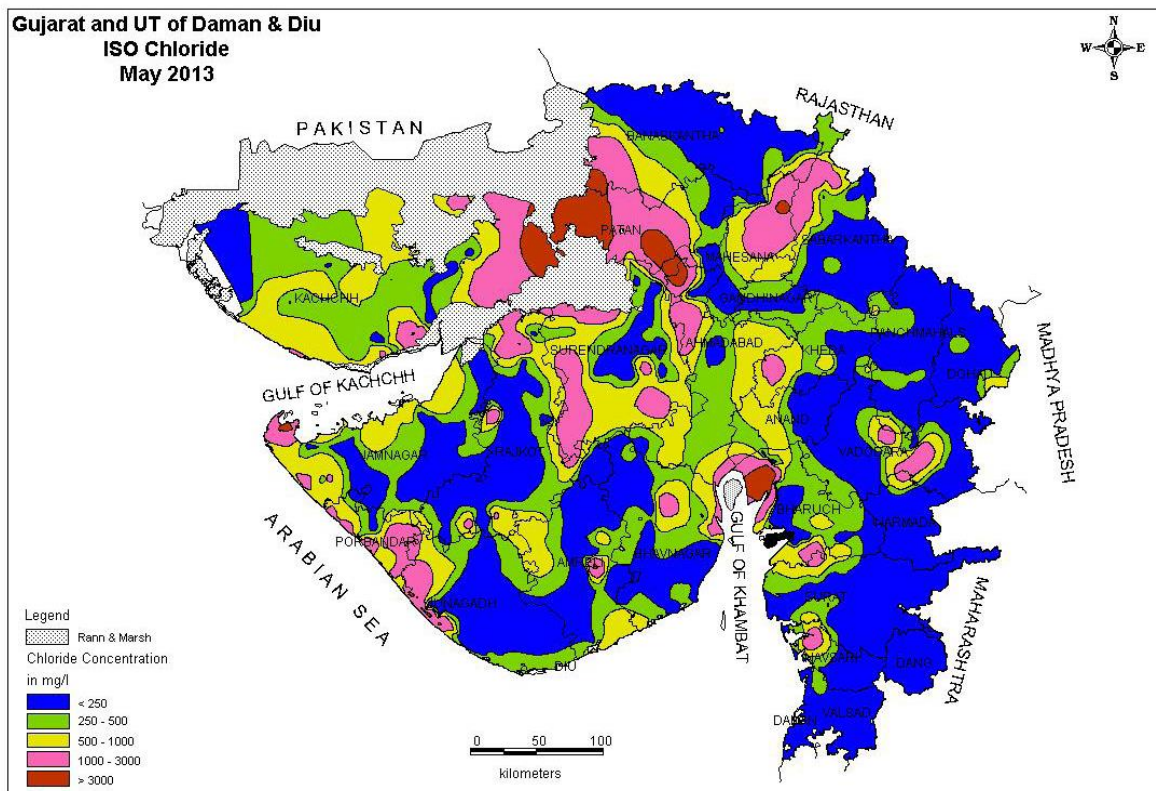 Gujarat and UT of Daman & Diu
ISO Chloride
May 2013
N
W E
S
PAKISTAN
RAJASTHAN
BANASKANTHA
PATAN
SABARKANTHA
MAHESANA
KACHCHH
GANDHINAGAR
PANCHMAHALS
MADHYA PRADESH
SURENDRANAGAR
AHMADABAD
KHEDA
DOHAD
GULF OF KACHCHH
ANAND
JAMNAGAR
RAJKOT
VADODARA
BHARUCH
NARMADA
PORBANDAR
AMRELI
BHAVNAGAR
GULF OF KHAMBAT
ARABIAN SEA
JUNAGADH
SURAT
MAHARASHTRA
NAVSARI
DANG
DIU
DAMAN
VALSAD
Legend
Rann & Marsh
Chloride Concentration
in mg/l
< 250
250 - 500
500 - 1000
1000 - 3000
> 3000
0 50 100
kilometers